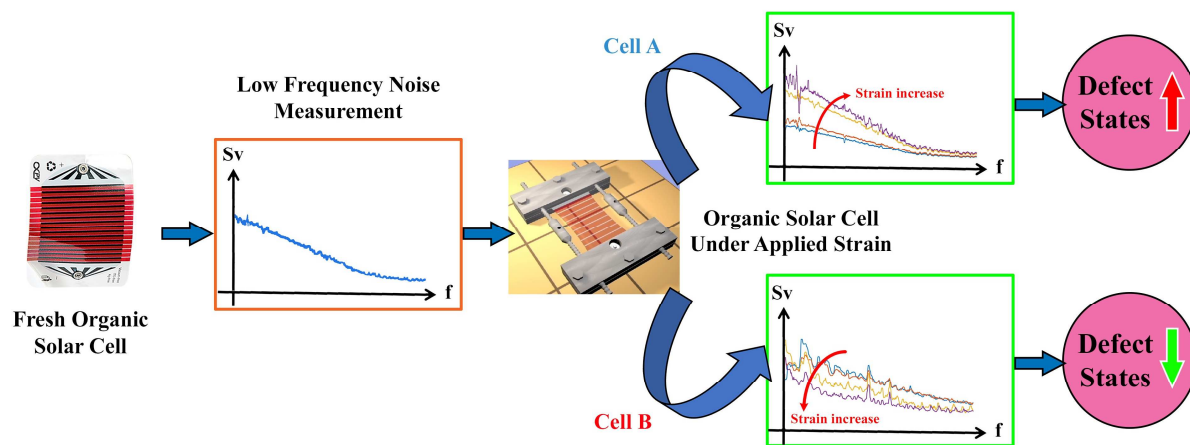 Fresh Organic
Solar Cell
Low Frequency Noise
Measurement
Sv
f
Organic Solar Cell
Under Applied Strain
Cell A
Sv
Strain increase
f
Defect
States
Cell B
Sv
Strain increase
f
Defect
States